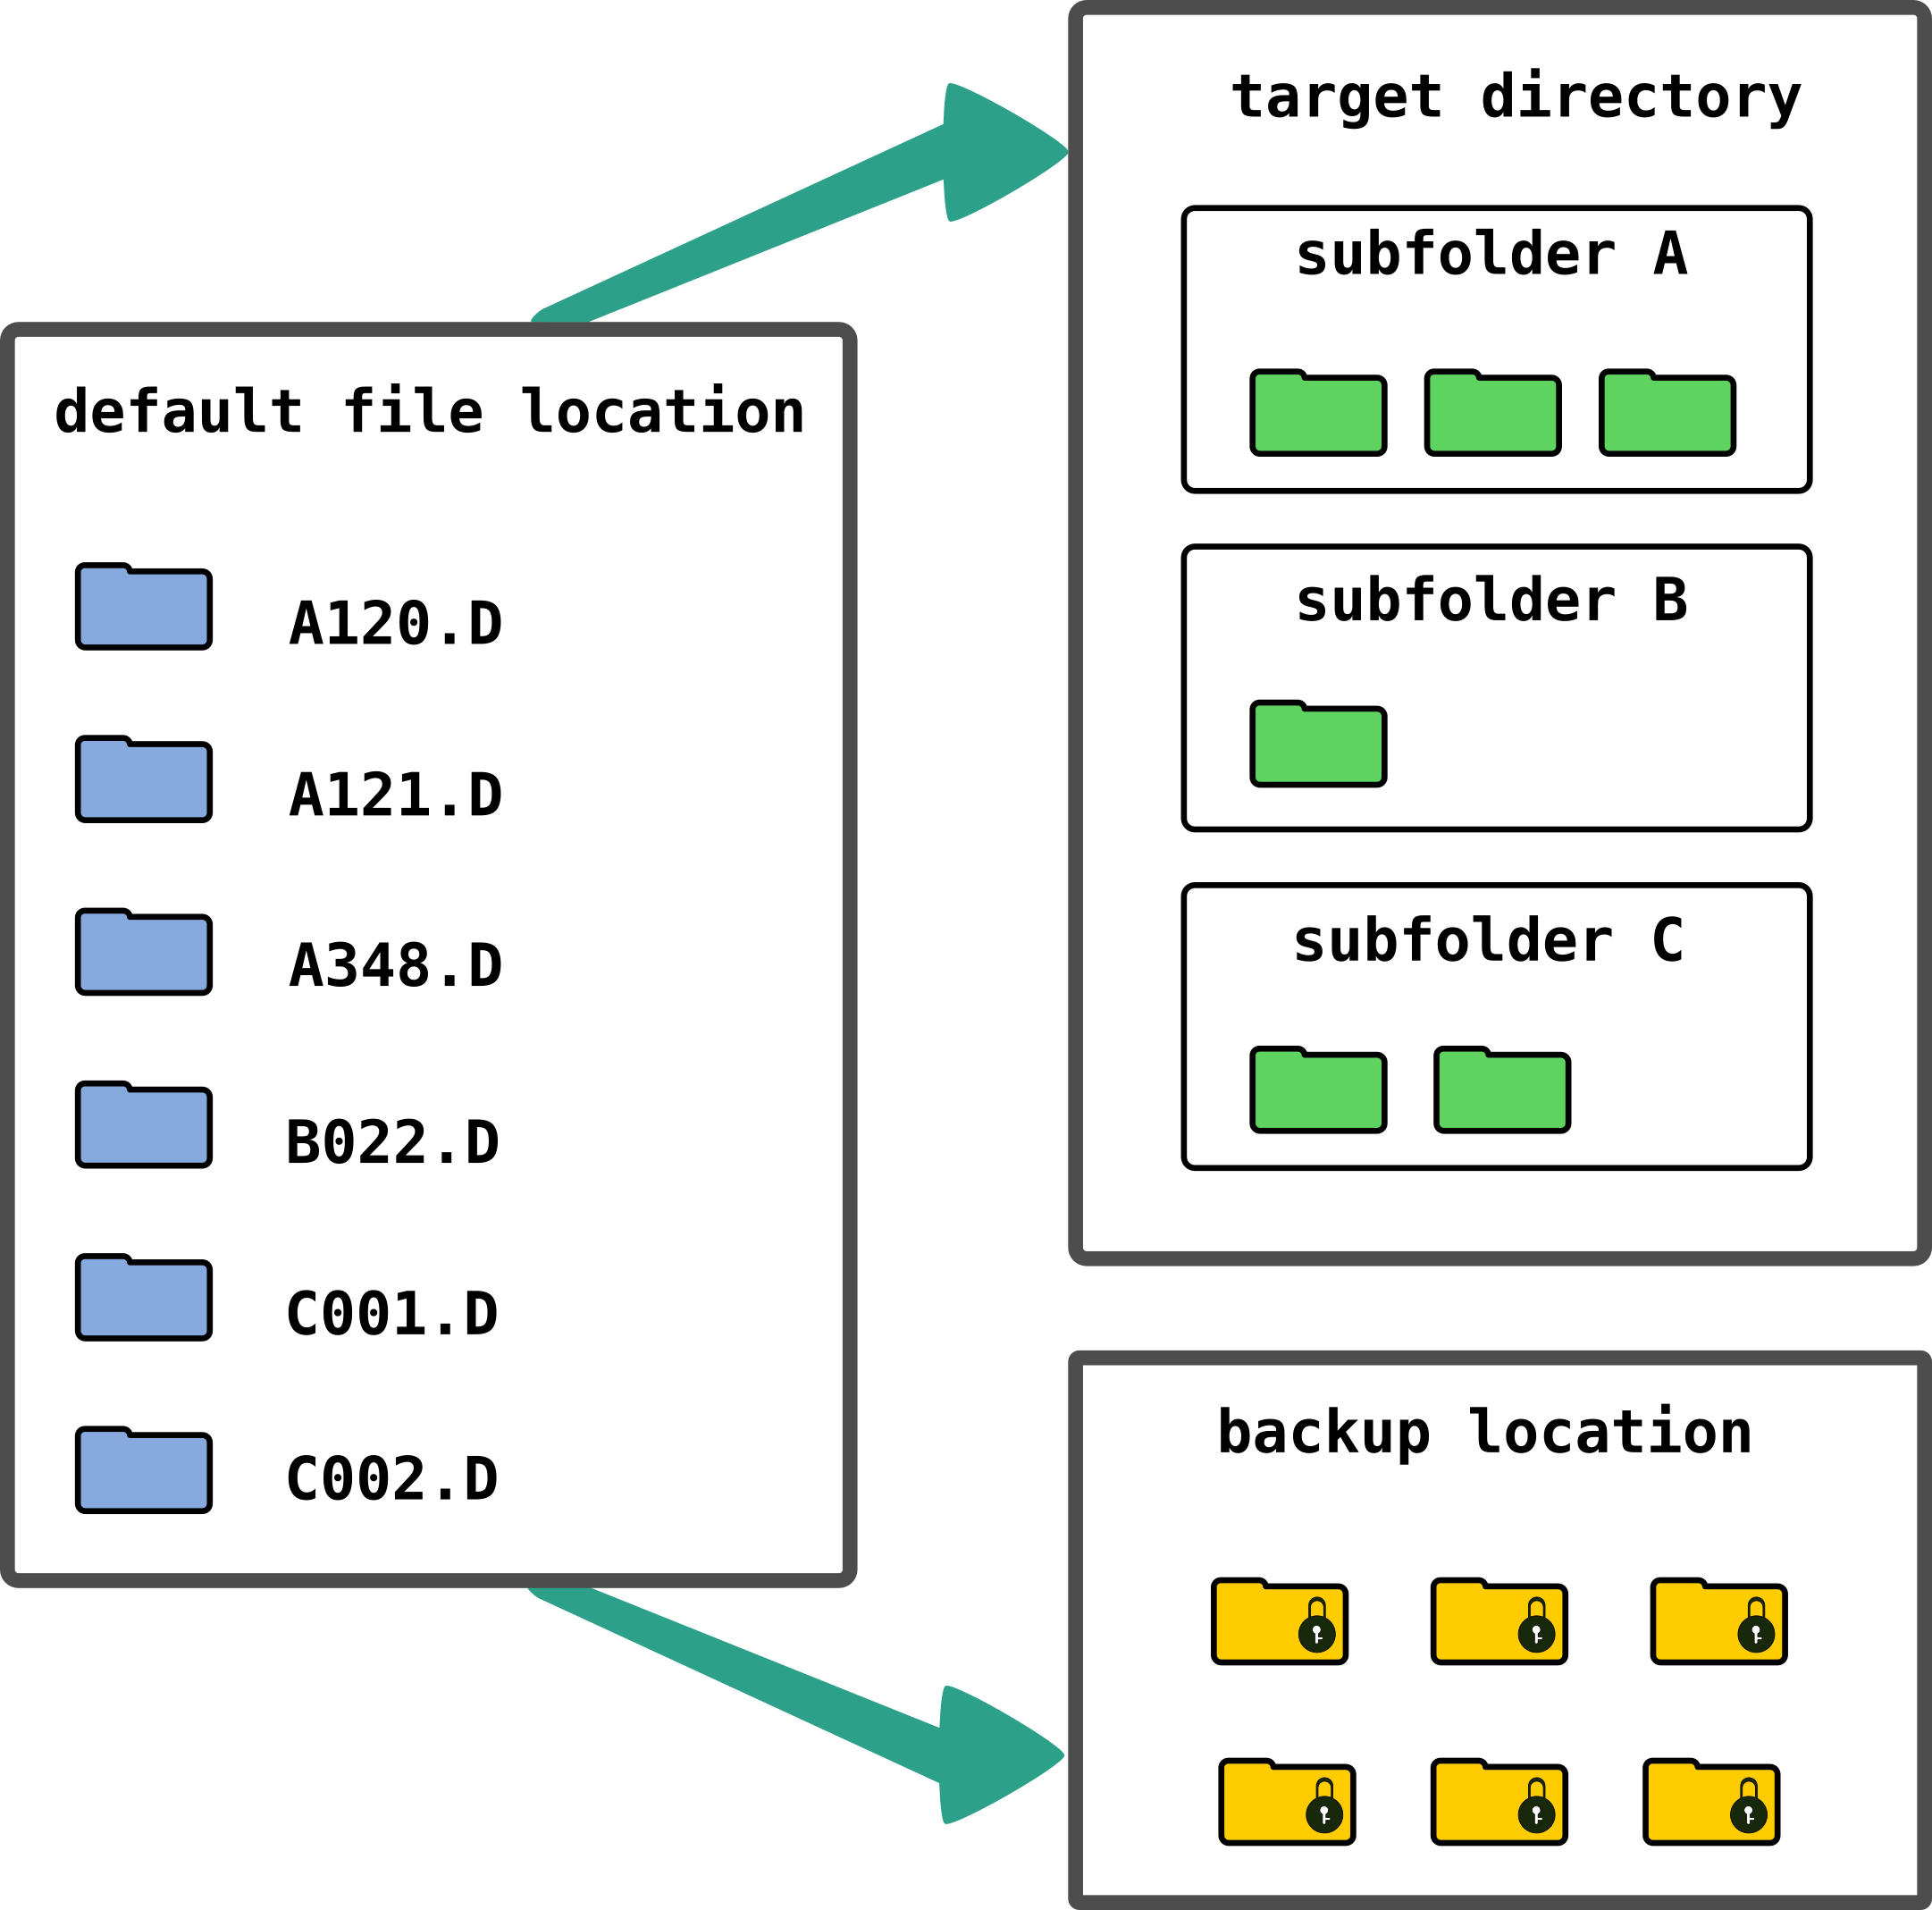 default file location
A120.D
A121.D
A348.D
B022.D
C001.D
C002.D
target directory
subfolder A
subfolder B
subfolder C
backup location